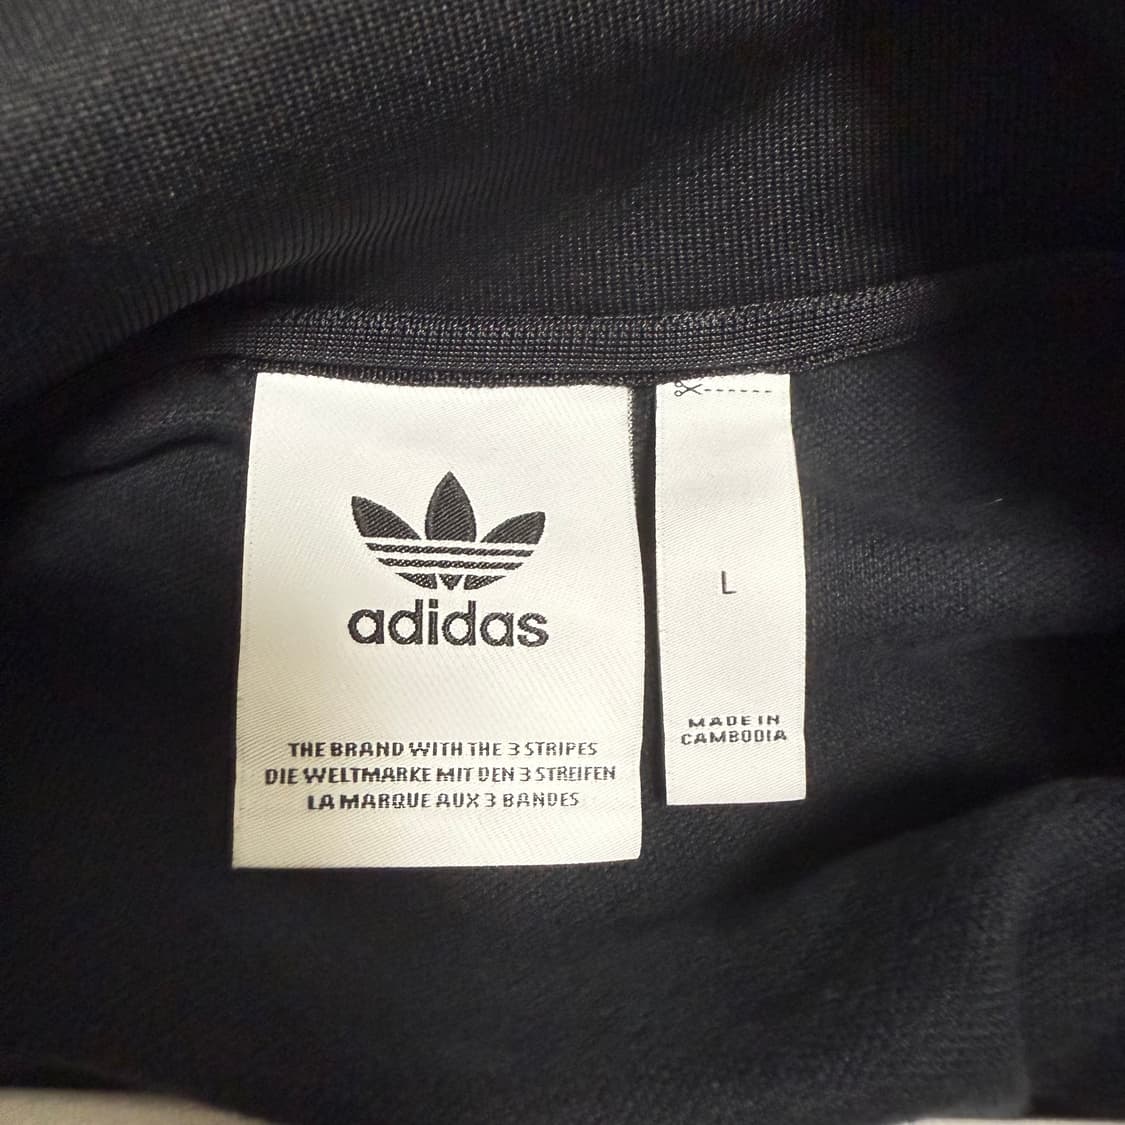 adidas
THE BRAND WITH THE 3 STRIPES
DIE WELTMARKE MIT DEN 3 STREIFEN
LA MARQUE AUX 3 BANDES
L
MADE IN
CAMBODIA